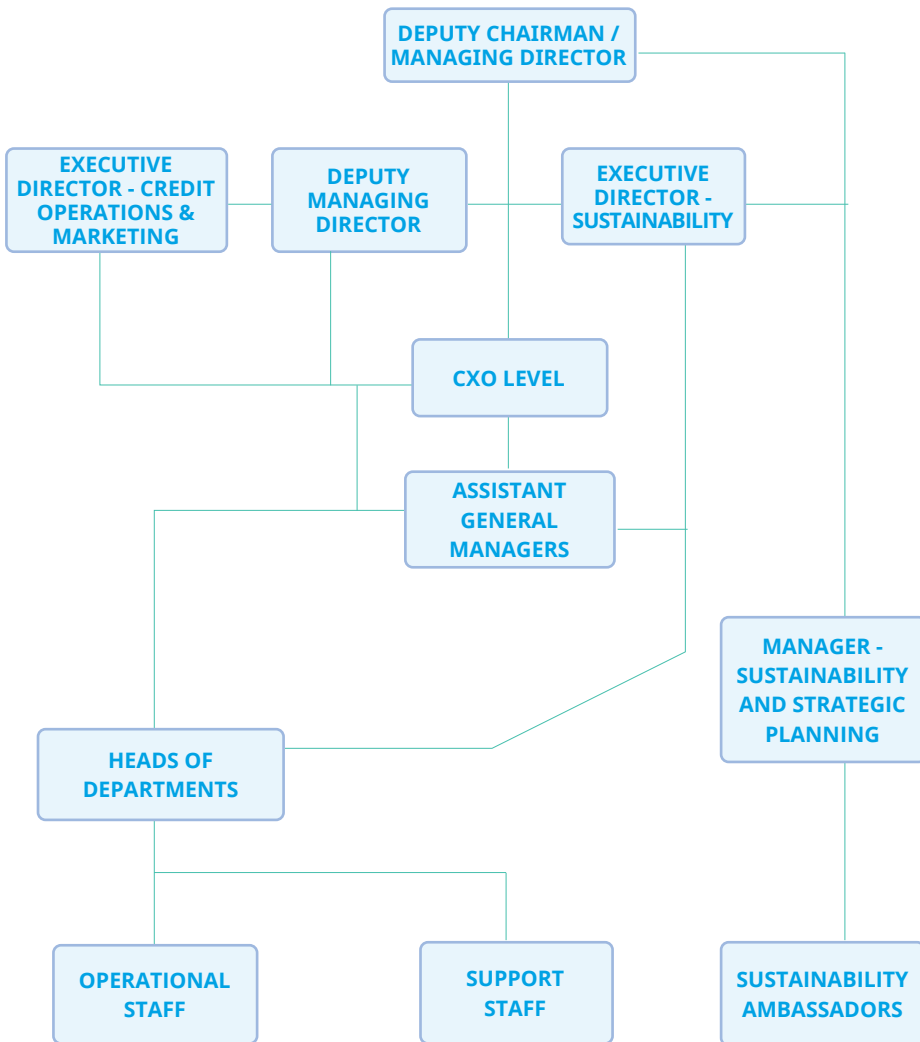 DEPUTY CHAIRMAN /
MANAGING DIRECTOR
EXECUTIVE
DIRECTOR - CREDIT
OPERATIONS &
MARKETING
DEPUTY
MANAGING
DIRECTOR
EXECUTIVE
DIRECTOR -
SUSTAINABILITY
CXO LEVEL
ASSISTANT
GENERAL
MANAGERS
MANAGER -
SUSTAINABILITY
AND STRATEGIC
PLANNING
HEADS OF
DEPARTMENTS
OPERATIONAL
STAFF
SUPPORT
STAFF
SUSTAINABILITY
AMBASSADORS